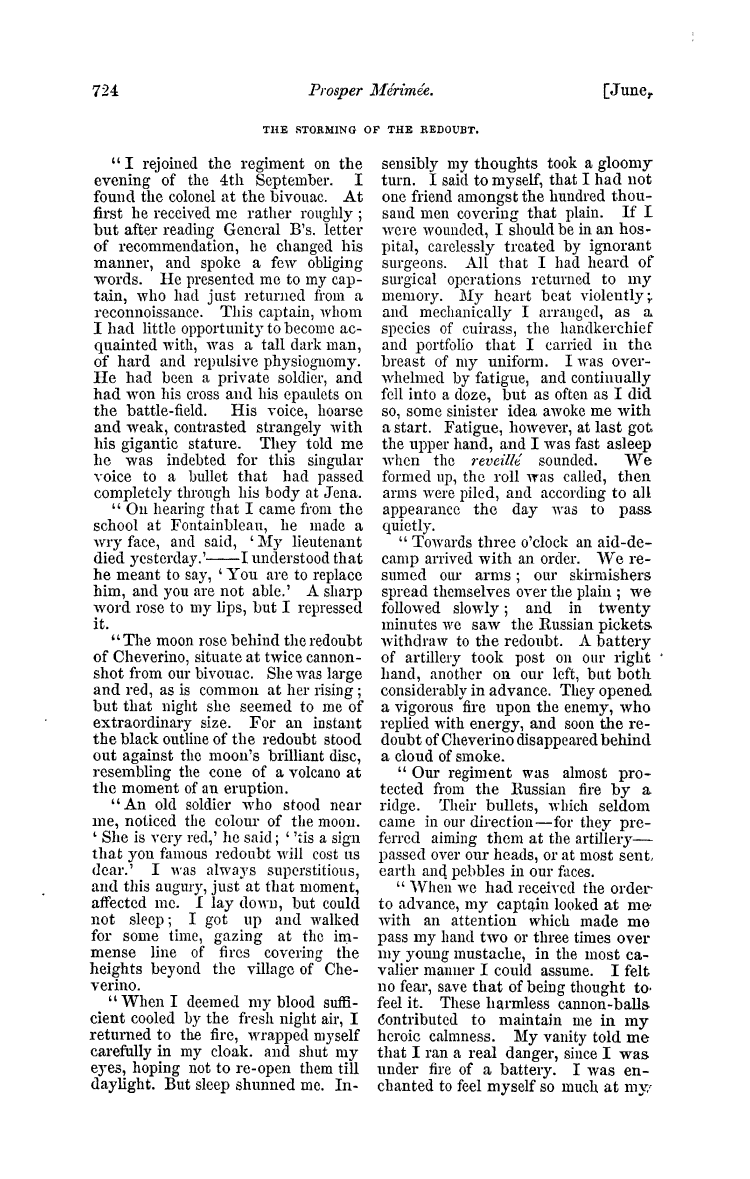 724 Prosper Mérimée. [June,
THE STORMING OF THE REDOUBT.
“I rejoined the regiment on the
evening of the 4th September. I
found the colonel at the bivouac. At
first he received me rather roughly;
but after reading General B's. letter
of recommendation, he changed his
manner, and spoke a few obliging
words. He presented me to my cap-
tain, who had just returned from a
reconnoissance. This captain, whom
I had little opportunity to become ac-
quainted with, was a tall dark man,
of hard and repulsive physiognomy.
He had been a private soldier, and
had won his cross and his epaulets on
the battle-field. His voice, hoarse
and weak, contrasted strangely with
his gigantic stature. They told me
he was indebted for this singular
voice to a bullet that had passed
completely through his body at Jena.
“On hearing that I came from the
school at Fontainbleau, he made a
wry face, and said, ‘My lieutenant
died yesterday.’——I understood that
he meant to say, ‘You are to replace
him, and you are not able.’ A sharp
word rose to my lips, but I repressed
it.
“The moon rose behind the redoubt
of Cheverino, situate at twice cannon-
shot from our bivouac. She was large
and red, as is common at her rising;
but that night she seemed to me of
extraordinary size. For an instant
the black outline of the redoubt stood
out against the moon's brilliant disc,
resembling the cone of a volcano at
the moment of an eruption.
“An old soldier who stood near
me, noticed the colour of the moon.
‘She is very red,’ he said; ‘'tis a sign
that yon famous redoubt will cost us
dear.’ I was always superstitious,
and this augury, just at that moment,
affected me. I lay down, but could
not sleep; I got up and walked
for some time, gazing at the im-
mense line of fires covering the
heights beyond the village of Che-
verino.
“When I deemed my blood suffi-
cient cooled by the fresh night air, I
returned to the fire, wrapped myself
carefully in my cloak. and shut my
eyes, hoping not to re-open them till
daylight. But sleep shunned me. In-
sensibly my thoughts took a gloomy
turn. I said to myself, that I had not
one friend amongst the hundred thou-
sand men covering that plain. If I
were wounded, I should be in an hos-
pital, carelessly treated by ignorant
surgeons. All that I had heard of
surgical operations returned to my
memory. My heart beat violently;
and mechanically I arranged, as a
species of cuirass, the handkerchief
and portfolio that I carried in the
breast of my uniform. I was over-
whelmed by fatigue, and continually
fell into a doze, but as often as I did
so, some sinister idea awoke me with
a start. Fatigue, however, at last got
the upper hand, and I was fast asleep
when the reveillé sounded. We
formed up, the roll was called, then
arms were piled, and according to all
appearance the day was to pass
quietly.
“Towards three o'clock an aid-de-
camp arrived with an order. We re-
sumed our arms; our skirmishers
spread themselves over the plain; we
followed slowly; and in twenty
minutes we saw the Russian pickets
withdraw to the redoubt. A battery
of artillery took post on our right
hand, another on our left, but both
considerably in advance. They opened
a vigorous fire upon the enemy, who
replied with energy, and soon the re-
doubt of Cheverino disappeared behind
a cloud of smoke.
“Our regiment was almost pro-
tected from the Russian fire by a
ridge. Their bullets, which seldom
came in our direction—for they pre-
ferred aiming them at the artillery—
passed over our heads, or at most sent
earth and pebbles in our faces.
“When we had received the order
to advance, my captain looked at me
with an attention which made me
pass my hand two or three times over
my young mustache, in the most ca-
valier manner I could assume. I felt
no fear, save that of being thought to
feel it. These harmless cannon-balls
contributed to maintain me in my
heroic calmness. My vanity told me
that I ran a real danger, since I was
under fire of a battery. I was en-
chanted to feel myself so much at my